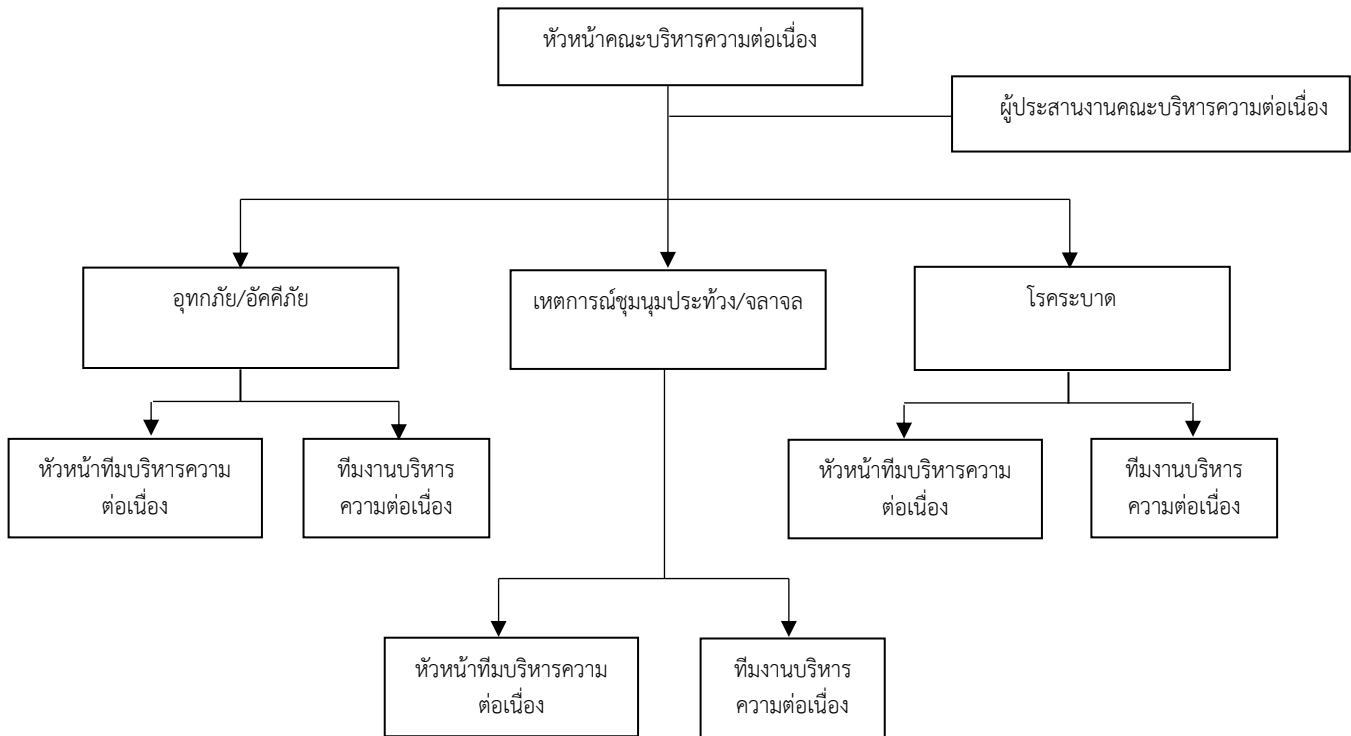 หัวหน้าคณะบริหารความต่อเนื่อง
ผู้ประสานงานคณะบริหารความต่อเนื่อง
อุทกภัย/อัคคีภัย
เหตการณ์ชุมนุมประท้วง/จลาจล
โรคระบาด
หัวหน้าทีมบริหารความ
ต่อเนื่อง
ทีมงานบริหาร
ความต่อเนื่อง
หัวหน้าทีมบริหารความ
ต่อเนื่อง
ทีมงานบริหาร
ความต่อเนื่อง
หัวหน้าทีมบริหารความ
ต่อเนื่อง
ทีมงานบริหาร
ความต่อเนื่อง